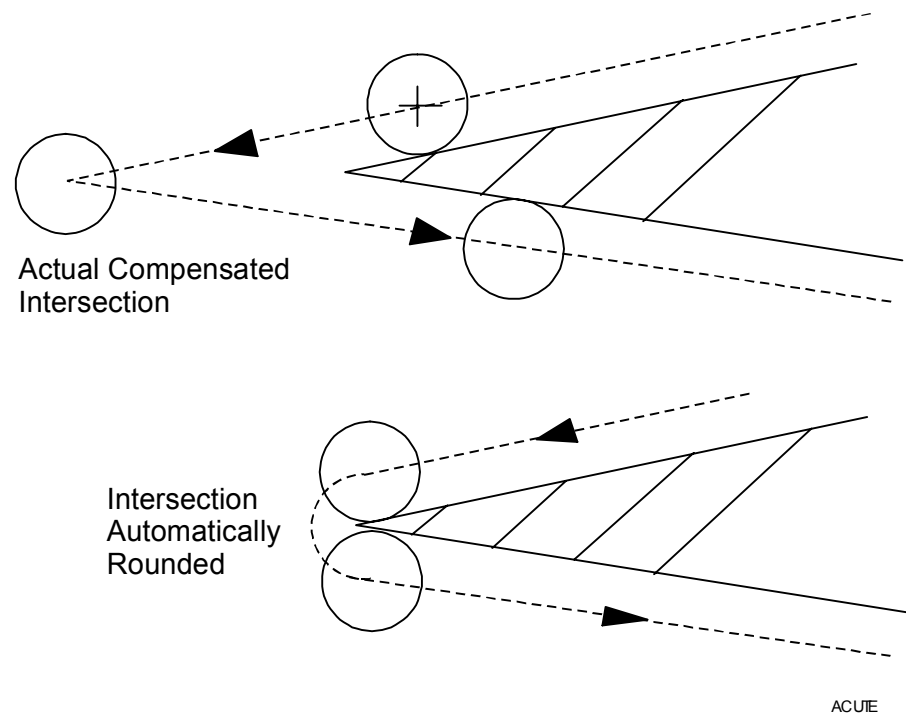 Actual Compensated
Intersection
Intersection
Automatically
Rounded
ACUTE